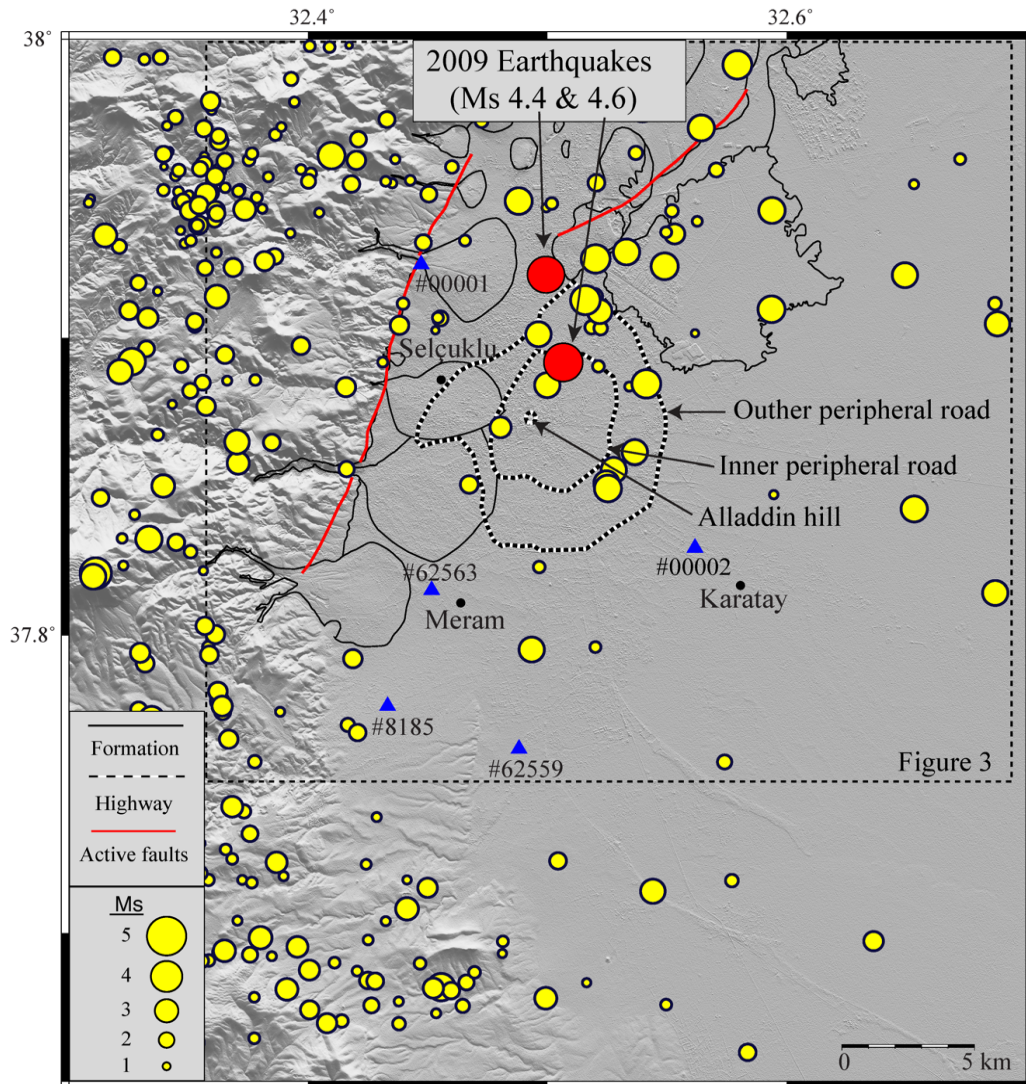 32.4°
32.6°
38°
2009 Earthquakes
(Ms 4.4 & 4.6)
#00001
Selçuklu
Outher peripheral road
Inner peripheral road
Alladdin hill
#00002
#62563
Karatay
Meram
37.8°
#8185
#62559
Figure 3
Formation
Highway
Active faults
Ms
5
4
3
2
1
0 5 km